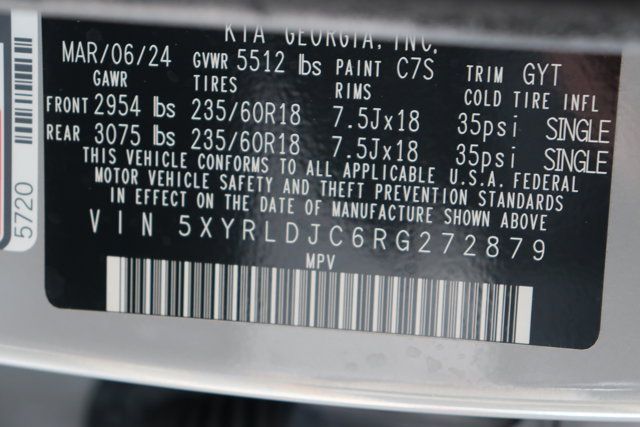 KIA GEORGIA, INC.
MAR/06/24 GVWR 5512 lbs PAINT C7S TRIM GYT
GAWR TIRES RIMS COLD TIRE INFL
FRONT 2954 lbs 235/60R18 7.5Jx18 35psi SINGLE
REAR 3075 lbs 235/60R18 7.5Jx18 35psi SINGLE
THIS VEHICLE CONFORMS TO ALL APPLICABLE U.S.A. FEDERAL
MOTOR VEHICLE SAFETY AND THEFT PREVENTION STANDARDS
IN EFFECT ON THE DATE OF MANUFACTURE SHOWN ABOVE
VIN 5XYRLDJC6RG272879
MPV
5720